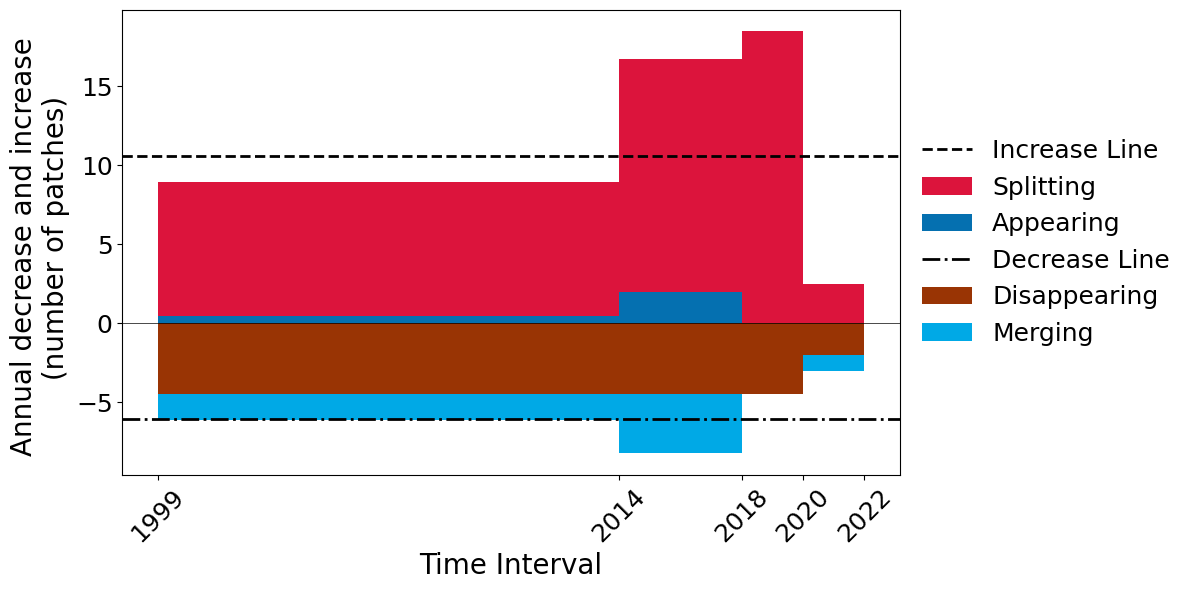 Annual decrease and increase
(number of patches)
15
10
5
0
−5
1999
2014
2018
2020
2022
Time Interval
Increase Line
Splitting
Appearing
Decrease Line
Disappearing
Merging